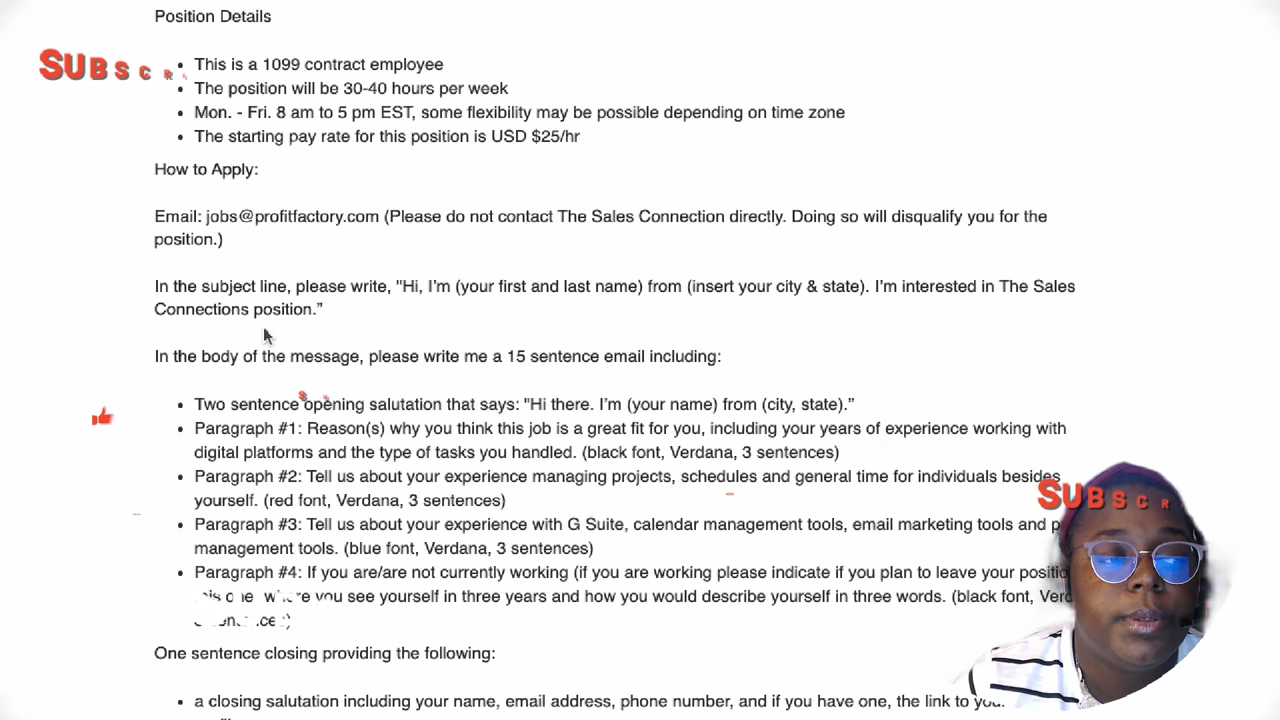 Position Details
SUBSCR
This is a 1099 contract employee
The position will be 30-40 hours per week
Mon. - Fri. 8 am to 5 pm EST, some flexibility may be possible depending on time zone
The starting pay rate for this position is USD $25/hr
How to Apply:
Email: jobs@profitfactory.com (Please do not contact The Sales Connection directly. Doing so will disqualify you for the
position.)
In the subject line, please write, "Hi, I’m (your first and last name) from (insert your city & state). I’m interested in The Sales
Connections position.”
In the body of the message, please write me a 15 sentence email including:
Two sentence opening salutation that says: "Hi there. I’m (your name) from (city, state).”
Paragraph #1: Reason(s) why you think this job is a great fit for you, including your years of experience working with
digital platforms and the type of tasks you handled. (black font, Verdana, 3 sentences)
Paragraph #2: Tell us about your experience managing projects, schedules and general time for individuals besides
yourself. (red font, Verdana, 3 sentences)
SUBSCR
Paragraph #3: Tell us about your experience with G Suite, calendar management tools, email marketing tools and
management tools. (blue font, Verdana, 3 sentences)
Paragraph #4: If you are/are not currently working (if you are working please indicate if you plan to leave your
where you see yourself in three years and how you would describe yourself in three words. (black font,
One sentence closing providing the following:
a closing salutation including your name, email address, phone number, and if you have one, the link to